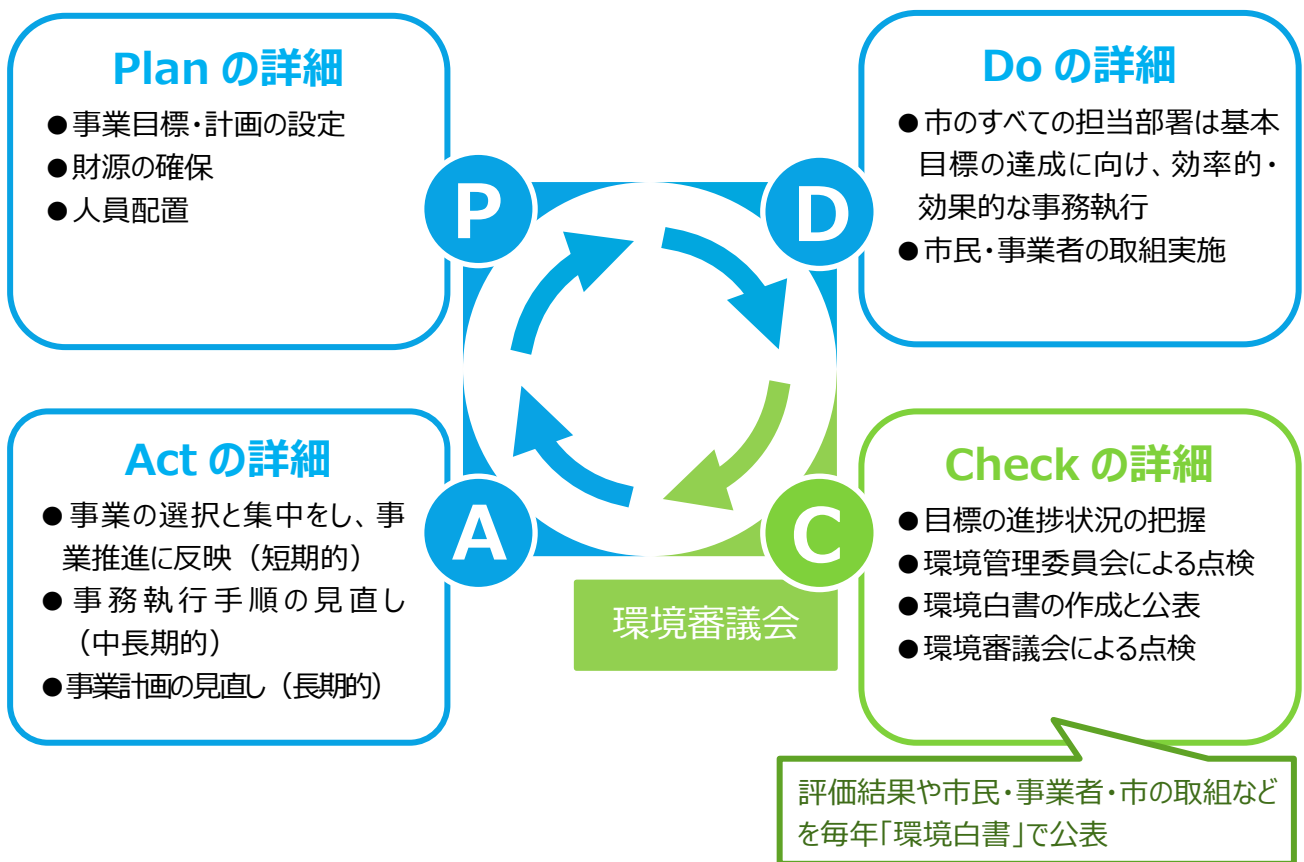 Plan の詳細
●事業目標・計画の設定
●財源の確保
●人員配置
P
D
Do の詳細
●市のすべての担当部署は基本
目標の達成に向け、効率的・
効果的な事務執行
●市民・事業者の取組実施
Act の詳細
●事業の選択と集中をし、事
業推進に反映（短期的）
●事務執行手順の見直し
（中長期的）
●事業計画の見直し（長期的）
A
C
環境審議会
Check の詳細
●目標の進捗状況の把握
●環境管理委員会による点検
●環境白書の作成と公表
●環境審議会による点検
評価結果や市民・事業者・市の取組など
を毎年「環境白書」で公表